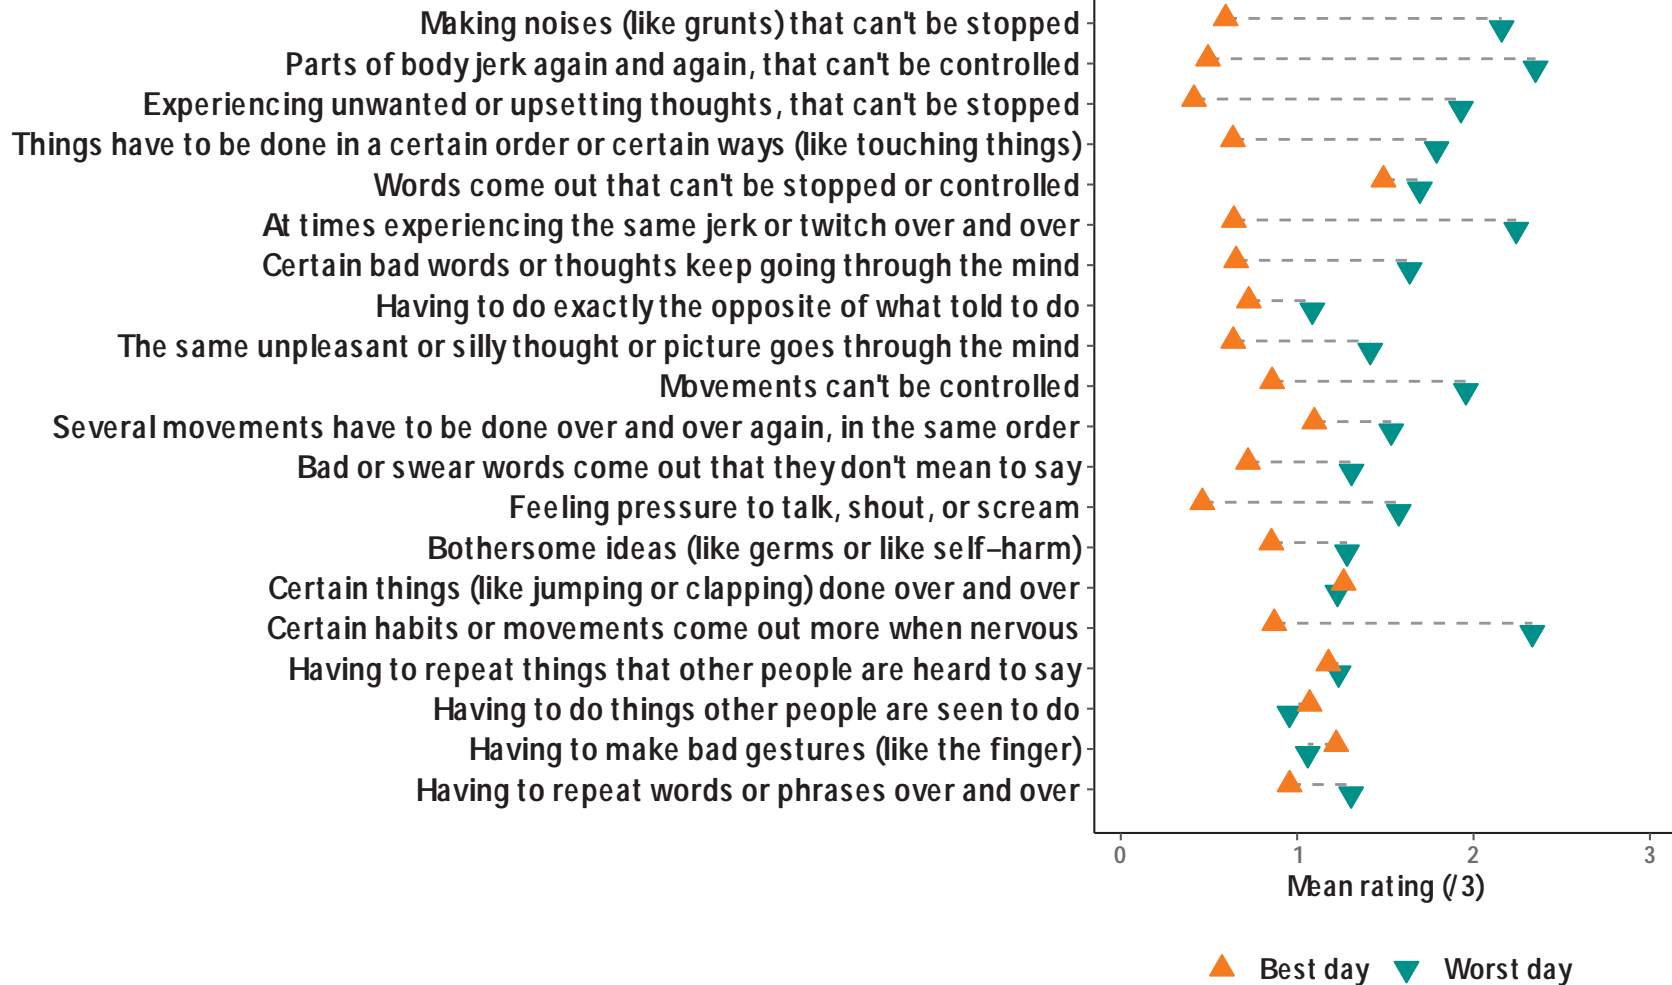 Making noises (like grunts) that can't be stopped
Parts of body jerk again and again, that can't be controlled
Experiencing unwanted or upsetting thoughts, that can't be stopped
Things have to be done in a certain order or certain ways (like touching things)
Words come out that can't be stopped or controlled
At times experiencing the same jerk or twitch over and over
Certain bad words or thoughts keep going through the mind
Having to do exactly the opposite of what told to do
The same unpleasant or silly thought or picture goes through the mind
Movements can't be controlled
Several movements have to be done over and over again, in the same order
Bad or swear words come out that they don't mean to say
Feeling pressure to talk, shout, or scream
Bothersome ideas (like germs or like self–harm)
Certain things (like jumping or clapping) done over and over
Certain habits or movements come out more when nervous
Having to repeat things that other people are heard to say
Having to do things other people are seen to do
Having to make bad gestures (like the finger)
Having to repeat words or phrases over and over
0 1 2 3
Mean rating (/3)
Best day Worst day